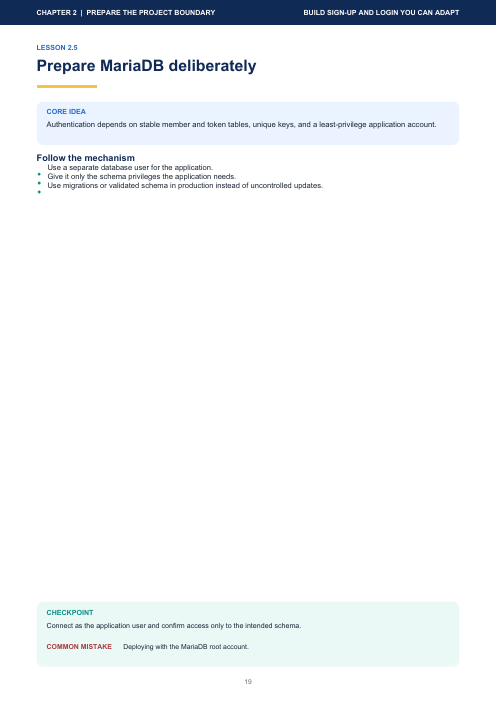 CHAPTER 2 | PREPARE THE PROJECT BOUNDARY
BUILD SIGN-UP AND LOGIN YOU CAN ADAPT
LESSON 2.5
Prepare MariaDB deliberately
CORE IDEA
Authentication depends on stable member and token tables, unique keys, and a least-privilege application account.
Follow the mechanism
Use a separate database user for the application.
Give it only the schema privileges the application needs.
Use migrations or validated schema in production instead of uncontrolled updates.
CHECKPOINT
Connect as the application user and confirm access only to the intended schema.
COMMON MISTAKE Deploying with the MariaDB root account.
19